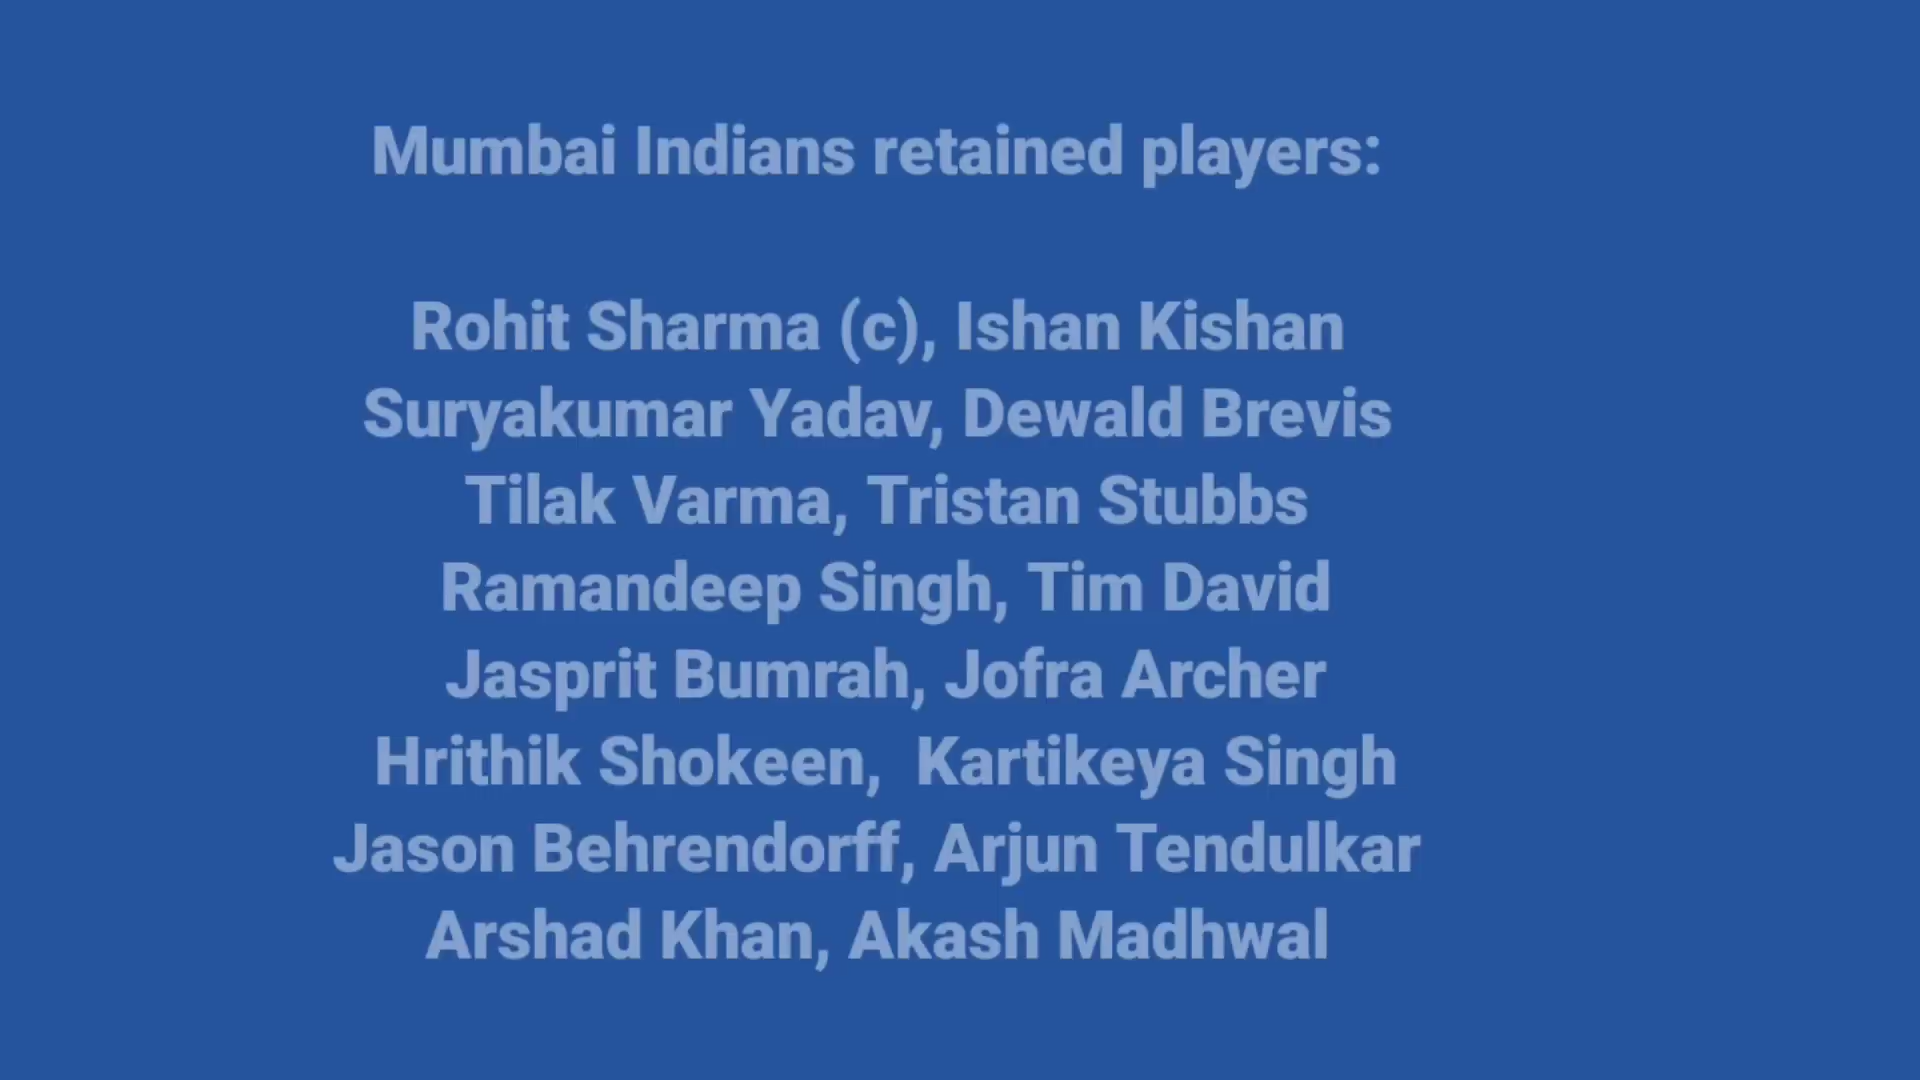 Mumbai Indians retained players:
Rohit Sharma (c), Ishan Kishan
Suryakumar Yadav, Dewald Brevis
Tilak Varma, Tristan Stubbs
Ramandeep Singh, Tim David
Jasprit Bumrah, Jofra Archer
Hrithik Shokeen,  Kartikeya Singh
Jason Behrendorff, Arjun Tendulkar
Arshad Khan, Akash Madhwal